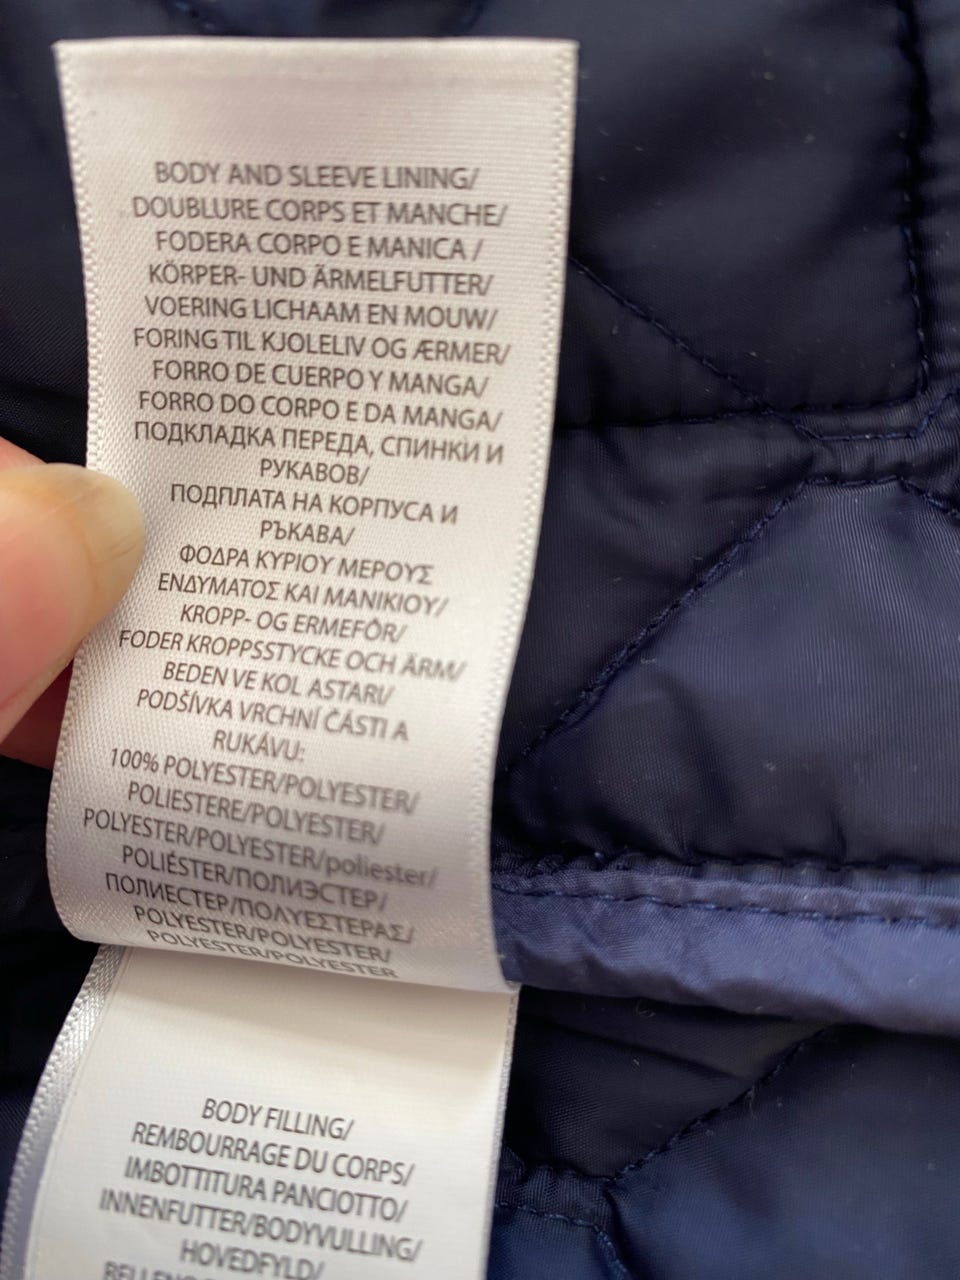 BODY AND SLEEVE LINING/
DOUBLURE CORPS ET MANCHE/
FODERA CORPO E MANICA /
KÖRPER- UND ÄRMELFUTTER/
VOERING LICHAAM EN MOUW/
FORING TIL KJOLELIV OG ÆRMER/
FORRO DE CUERPO Y MANGA/
FORRO DO CORPO E DA MANGA/
ПОДКЛАДКА ПЕРЕДА, СПИНКИ И
РУКАВОВ/
ПОДПЛАТА НА КОРПУСА И
РЪКАВА/
ΦΟΔΡΑ ΚΥΡΙΟΥ ΜΕΡΟΥΣ
ΕΝΔΥΜΑΤΟΣ ΚΑΙ ΜΑΝΙΚΙΟΥ/
KROPP- OG ERMEFÔR/
FODER KROPPSSTYCKE OCH ÄRM/
BEDEN VE KOL ASTARI/
PODŠÍVKA VRCHNÍ ČÁSTI A
RUKÁVU:
100% POLYESTER/POLYESTER/
POLIESTERE/POLYESTER/
POLYESTER/POLYESTER/poliester/
POLIÉSTER/ПОЛИЭСТЕР/
ПОЛИЕСТЕР/ΠΟΛΥΕΣΤΕΡΑΣ/
POLYESTER/POLYESTER/
POLYESTER/POLYESTER
BODY FILLING/
REMBOURRAGE DU CORPS/
IMBOTTITURA PANCIOTTO/
INNENFUTTER/BODYVULLING/
HOVEDFYLD/